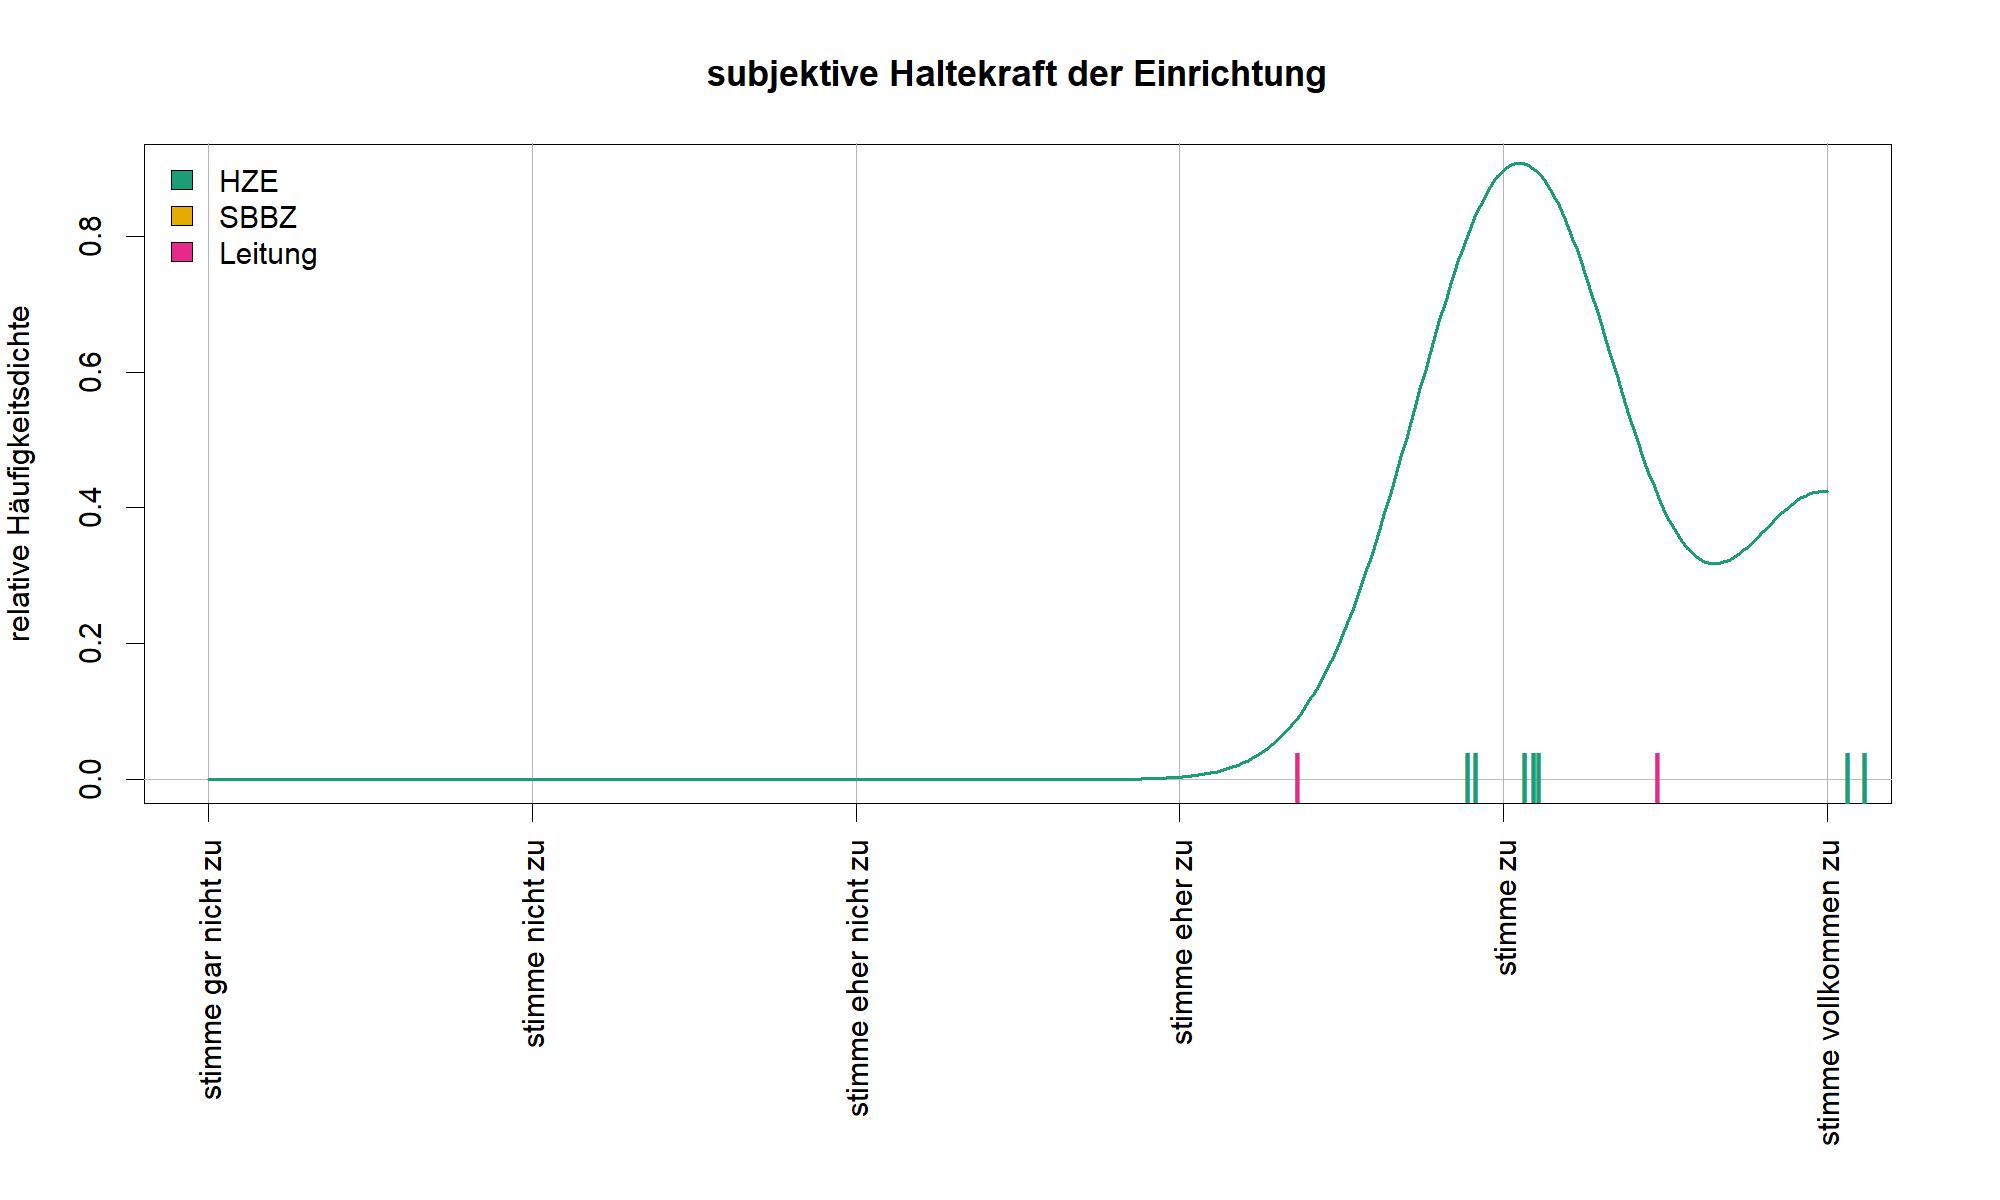 subjektive Haltekraft der Einrichtung
HZE
SBBZ
Leitung
relative Häufigkeitsdichte
0.8
0.6
0.4
0.2
0.0
stimme gar nicht zu
stimme nicht zu
stimme eher nicht zu
stimme eher zu
stimme zu
stimme vollkommen zu